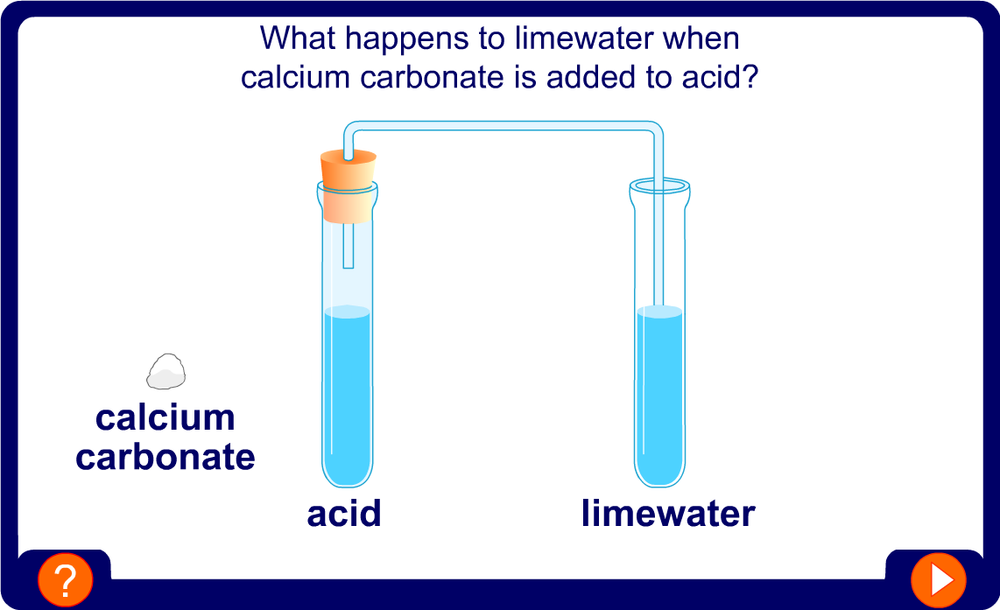 What happens to limewater when
calcium carbonate is added to acid?
calcium
carbonate
acid
limewater
?